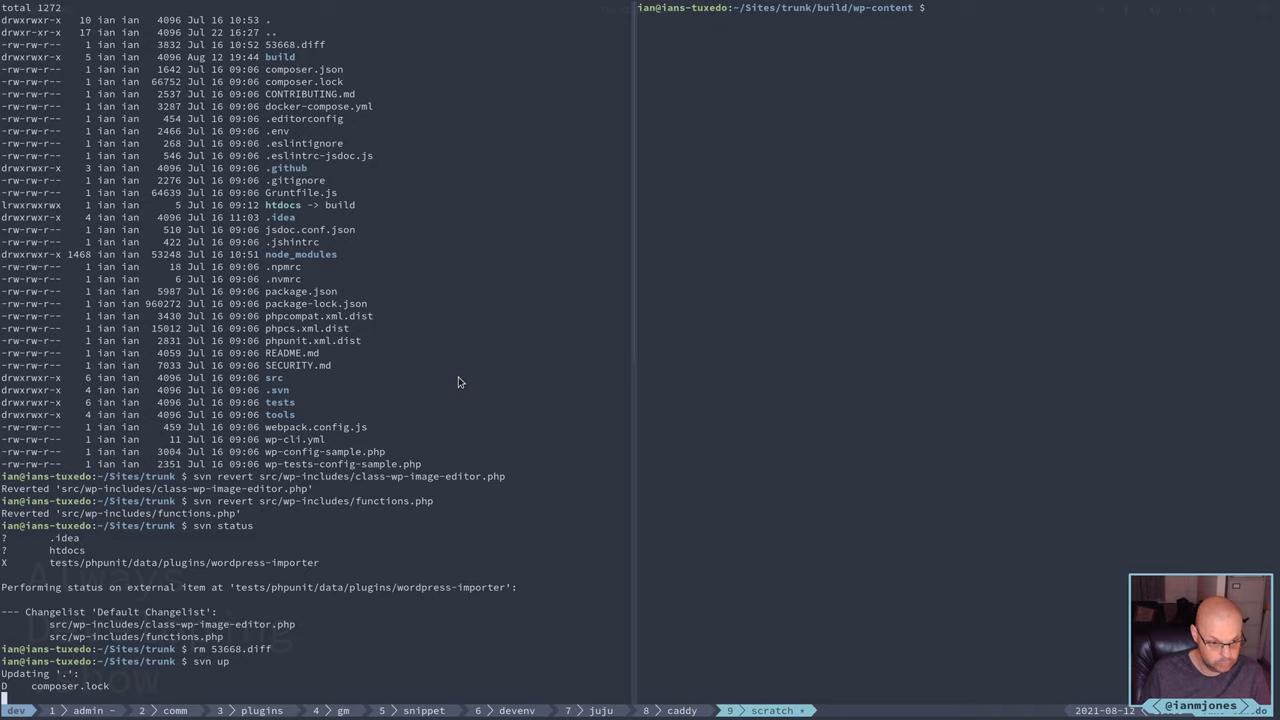 total 1272
drwxrwxr-x 10 ian ian 4096 Jul 16 10:53 .
drwxr-xr-x 17 ian ian 4096 Jul 22 16:27 ..
-rw-rw-r-- 1 ian ian 3832 Jul 16 10:52 53668.diff
drwxrwxr-x 5 ian ian 4096 Aug 12 19:44 build
-rw-rw-r-- 1 ian ian 1642 Jul 16 09:06 composer.json
-rw-rw-r-- 1 ian ian 66752 Jul 16 09:06 composer.lock
-rw-rw-r-- 1 ian ian 2537 Jul 16 09:06 CONTRIBUTING.md
-rw-rw-r-- 1 ian ian 3287 Jul 16 09:06 docker-compose.yml
-rw-rw-r-- 1 ian ian 454 Jul 16 09:06 .editorconfig
-rw-rw-r-- 1 ian ian 2466 Jul 16 09:06 .env
-rw-rw-r-- 1 ian ian 268 Jul 16 09:06 .eslintignore
-rw-rw-r-- 1 ian ian 546 Jul 16 09:06 .eslintrc-jsdoc.js
drwxrwxr-x 3 ian ian 4096 Jul 16 09:06 .github
-rw-rw-r-- 1 ian ian 2276 Jul 16 09:06 .gitignore
-rw-rw-r-- 1 ian ian 64639 Jul 16 09:06 Gruntfile.js
lrwxrwxrwx 1 ian ian 5 Jul 16 09:12 htdocs -> build
drwxrwxr-x 4 ian ian 4096 Jul 16 11:03 .idea
-rw-rw-r-- 1 ian ian 510 Jul 16 09:06 jsdoc.conf.json
-rw-rw-r-- 1 ian ian 422 Jul 16 09:06 .jshintrc
drwxrwxr-x 1468 ian ian 53248 Jul 16 10:51 node_modules
-rw-rw-r-- 1 ian ian 18 Jul 16 09:06 .npmrc
-rw-rw-r-- 1 ian ian 6 Jul 16 09:06 .nvmrc
-rw-rw-r-- 1 ian ian 5987 Jul 16 09:06 package.json
-rw-rw-r-- 1 ian ian 960272 Jul 16 09:06 package-lock.json
-rw-rw-r-- 1 ian ian 3430 Jul 16 09:06 phpcompat.xml.dist
-rw-rw-r-- 1 ian ian 15012 Jul 16 09:06 phpcs.xml.dist
-rw-rw-r-- 1 ian ian 2831 Jul 16 09:06 phpunit.xml.dist
-rw-rw-r-- 1 ian ian 4059 Jul 16 09:06 README.md
-rw-rw-r-- 1 ian ian 7033 Jul 16 09:06 SECURITY.md
drwxrwxr-x 6 ian ian 4096 Jul 16 09:06 src
drwxrwxr-x 4 ian ian 4096 Jul 16 09:06 .svn
drwxrwxr-x 6 ian ian 4096 Jul 16 09:06 tests
drwxrwxr-x 4 ian ian 4096 Jul 16 09:06 tools
-rw-rw-r-- 1 ian ian 459 Jul 16 09:06 webpack.config.js
-rw-rw-r-- 1 ian ian 11 Jul 16 09:06 wp-cli.yml
-rw-rw-r-- 1 ian ian 3004 Jul 16 09:06 wp-config-sample.php
-rw-rw-r-- 1 ian ian 2351 Jul 16 09:06 wp-tests-config-sample.php
ian@ians-tuxedo:~/Sites/trunk $ svn revert src/wp-includes/class-wp-image-editor.php
Reverted 'src/wp-includes/class-wp-image-editor.php'
ian@ians-tuxedo:~/Sites/trunk $ svn revert src/wp-includes/functions.php
Reverted 'src/wp-includes/functions.php'
ian@ians-tuxedo:~/Sites/trunk $ svn status
? .idea
? htdocs
X tests/phpunit/data/plugins/wordpress-importer
Performing status on external item at 'tests/phpunit/data/plugins/wordpress-importer':
--- Changelist 'Default Changelist':
src/wp-includes/class-wp-image-editor.php
src/wp-includes/functions.php
ian@ians-tuxedo:~/Sites/trunk $ rm 53668.diff
ian@ians-tuxedo:~/Sites/trunk $ svn up
Updating '.':
D composer.lock
ian@ians-tuxedo:~/Sites/trunk/build/wp-content $
dev 1 admin - 2 comm 3 plugins 4 gm 5 snippet 6 devenv 7 juju 8 caddy 9 scratch * 2021-08-12
@ianmjones